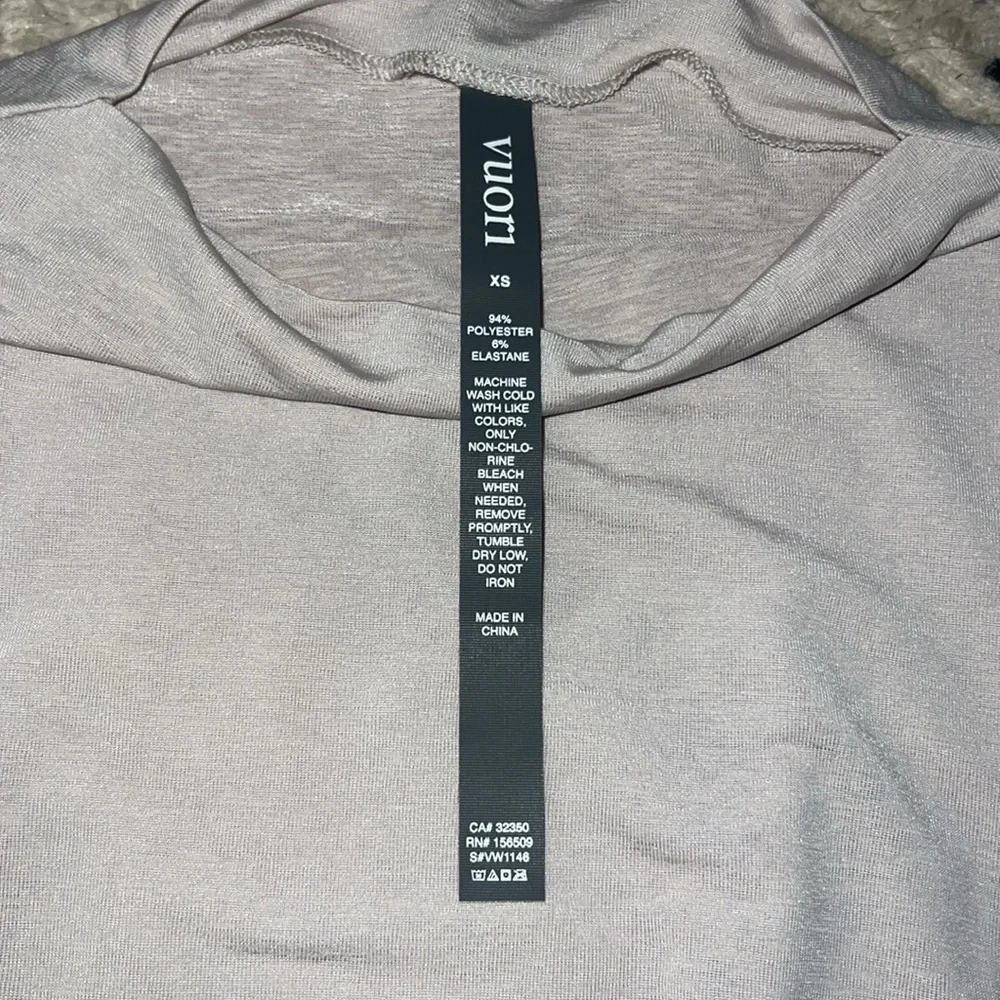 vuori
XS
94%
POLYESTER
6%
ELASTANE
MACHINE
WASH COLD
WITH LIKE
COLORS,
ONLY
NON-CHLO-
RINE
BLEACH
WHEN
NEEDED,
REMOVE
PROMPTLY,
TUMBLE
DRY LOW,
DO NOT
IRON
MADE IN
CHINA
CA# 32350
RN# 156509
S#VW1146